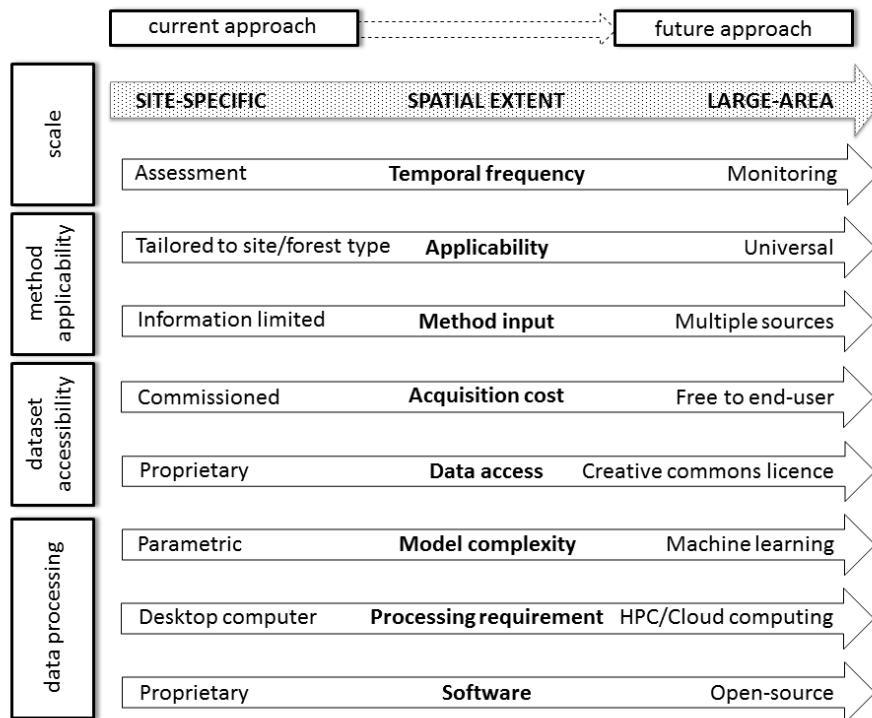 current approach future approach
scale
SITE-SPECIFIC SPATIAL EXTENT LARGE-AREA
Assessment Temporal frequency Monitoring
method
applicability
Tailored to site/forest type Applicability Universal
Information limited Method input Multiple sources
dataset
accessibility
Commissioned Acquisition cost Free to end-user
Proprietary Data access Creative commons licence
data processing
Parametric Model complexity Machine learning
Desktop computer Processing requirement HPC/Cloud computing
Proprietary Software Open-source